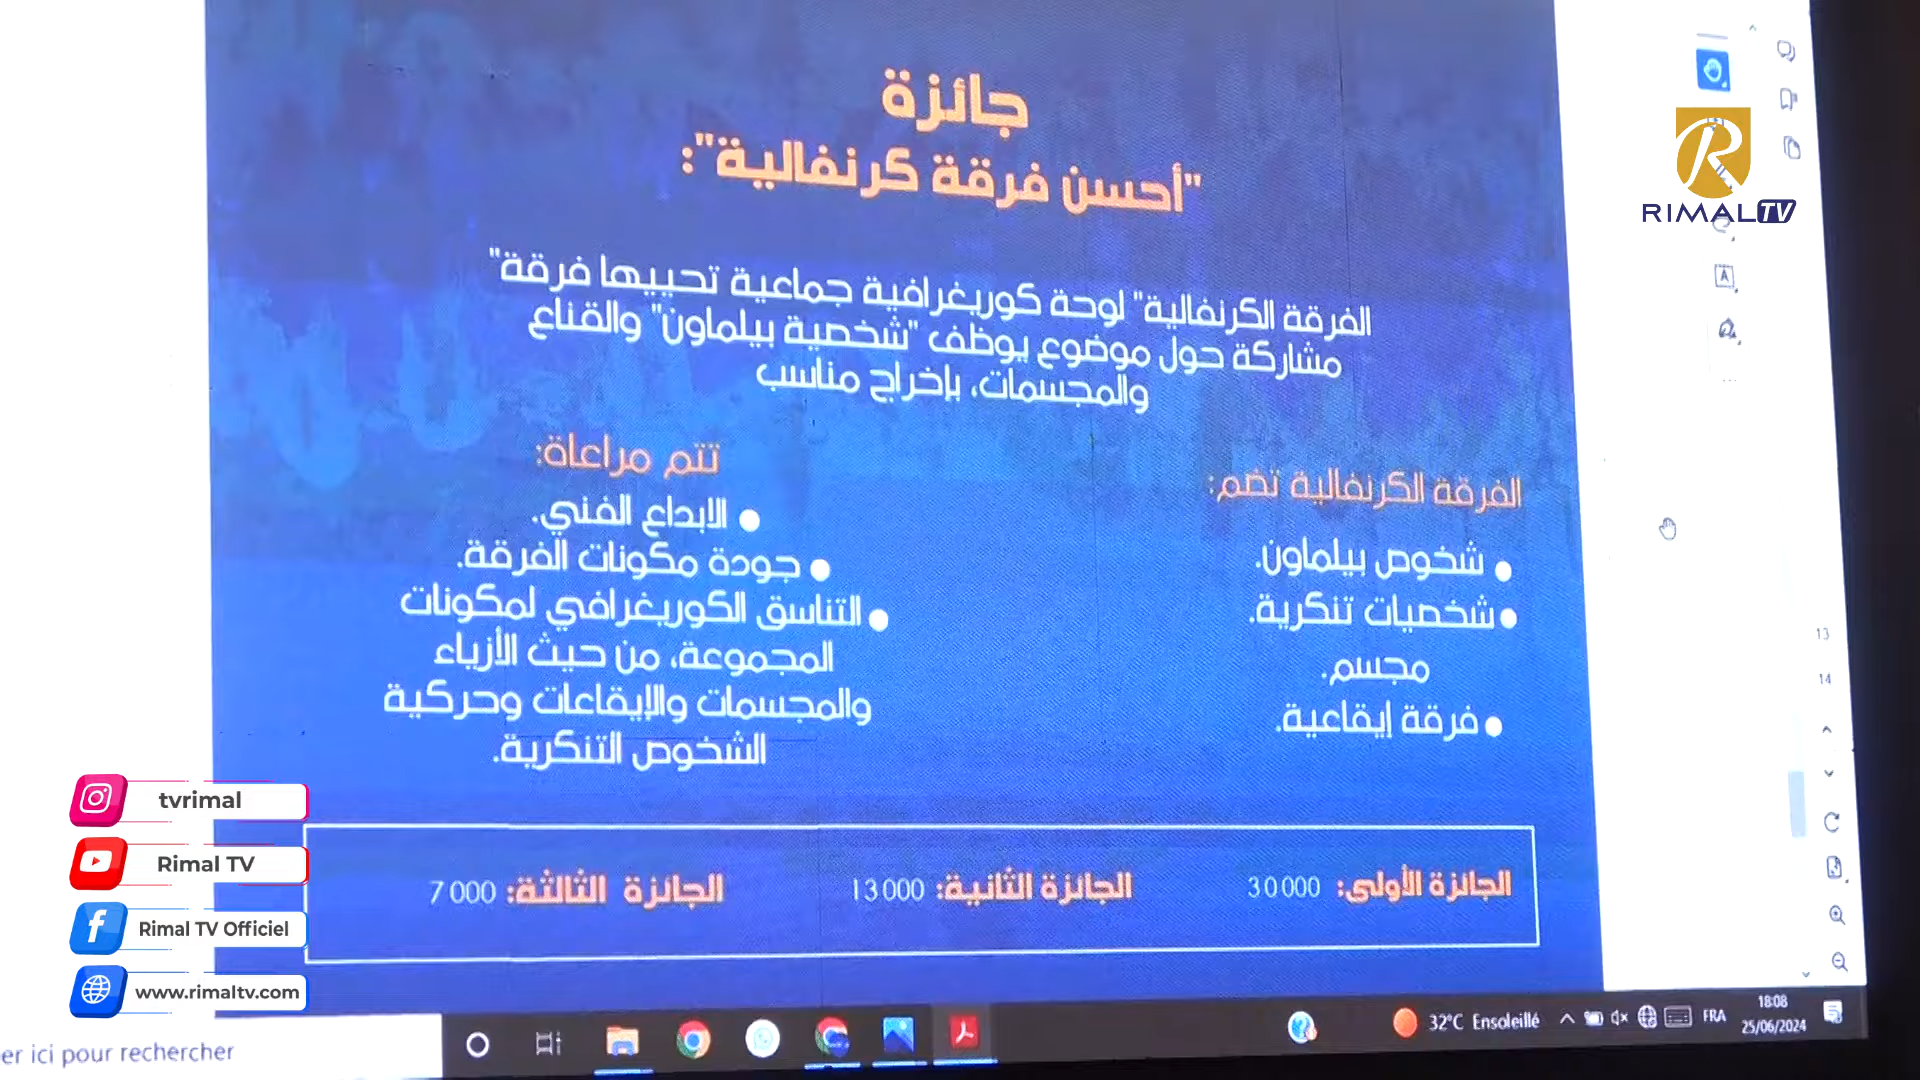 جائزة
"أحسن فرقة كرنفالية":
الفرقة الكرنفالية" لوحة كوريغرافية جماعية تحييها فرقة"
مشاركة حول موضوع يوظف "شخصية بيلماون" والقناع
والمجسمات، بإخراج مناسب
الفرقة الكرنفالية تضم:
● شخوص بيلماون.
● شخصيات تنكرية.
مجسم.
● فرقة إيقاعية.
تتم مراعاة:
● الابداع الفني.
● جودة مكونات الفرقة.
● التناسق الكوريغرافي لمكونات
المجموعة، من حيث الأزياء
والمجسمات والإيقاعات وحركية
الشخوص التنكرية.
الجائزة الأولى: 30000
الجائزة الثانية: 13000
الجائزة الثالثة: 7000
RIMAL TV
13
14
tvrimal
Rimal TV
Rimal TV Officiel
www.rimaltv.com
er ici pour rechercher
32°C Ensoleillé
FRA
18:08
25/06/2024